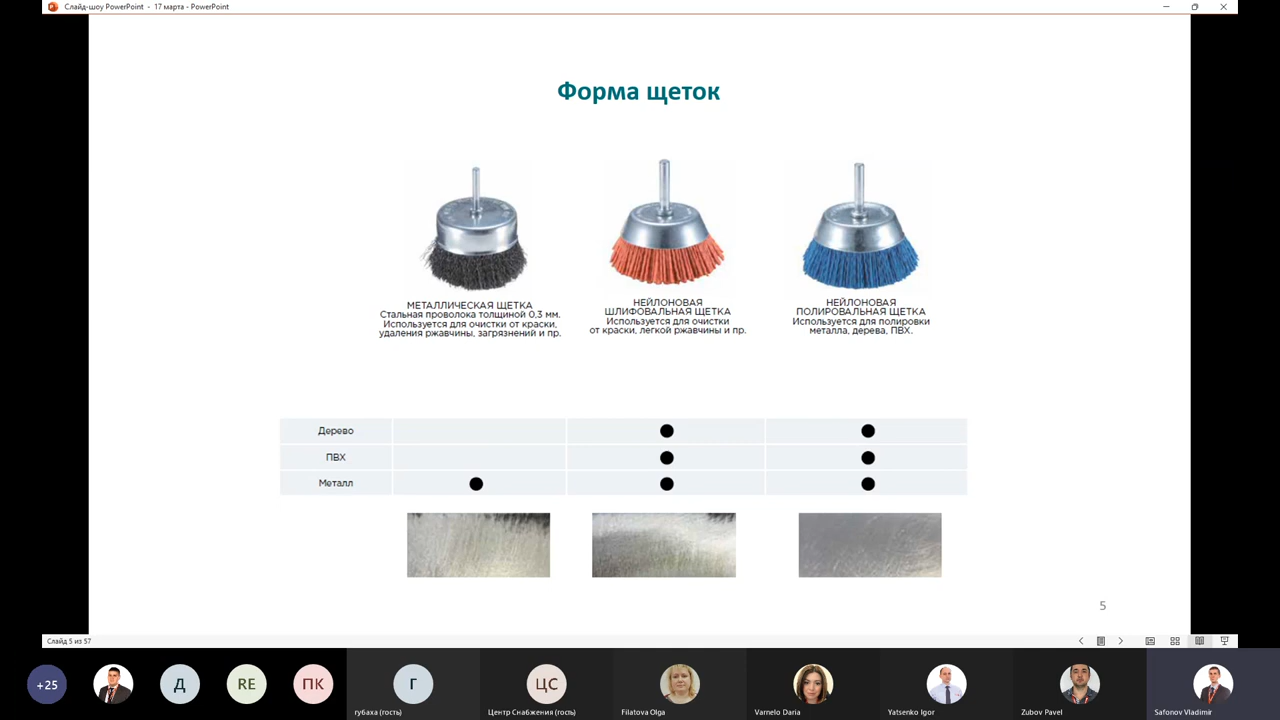 Слайд-шоу PowerPoint - 17 марта - PowerPoint
Форма щеток
МЕТАЛЛИЧЕСКАЯ ЩЕТКА
Стальная проволока толщиной 0,3 мм.
Используется для очистки от краски,
удаления ржавчины, загрязнений и пр.
НЕЙЛОНОВАЯ
ШЛИФОВАЛЬНАЯ ЩЕТКА
Используется для очистки
от краски, легкой ржавчины и пр.
НЕЙЛОНОВАЯ
ПОЛИРОВАЛЬНАЯ ЩЕТКА
Используется для полировки
металла, дерева, ПВХ.
Дерево
ПВХ
Металл
5
Слайд 5 из 57
+25
Д
RE
ПК
Г
ЦС
губаха (гость)
Центр Снабжения (гость)
Filatova Olga
Varnelo Daria
Yatsenko Igor
Zubov Pavel
Safonov Vladimir